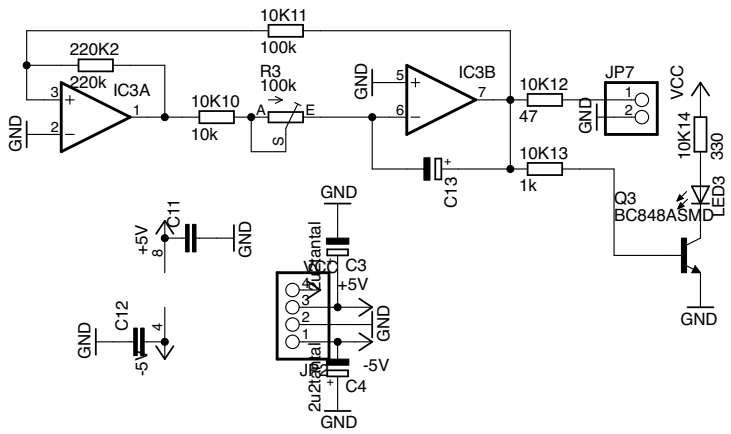 10K11
100k
220K2
220k
IC3A
3
+
2
−
1
GND
10K10
10k
R3
100k
A
E
S
GND
5
+
6
−
7
IC3B
10K12
47
JP7
1
2
GND
VCC
10K14
330
LED3
10K13
1k
C13
+
Q3
BC848ASMD
GND
+5V
8
C11
GND
GND
C12
4
-5V
GND
2u2tantal
+
C3
VCC
4
3
2
1
+5V
GND
-5V
2u2tantal
+
C4
GND